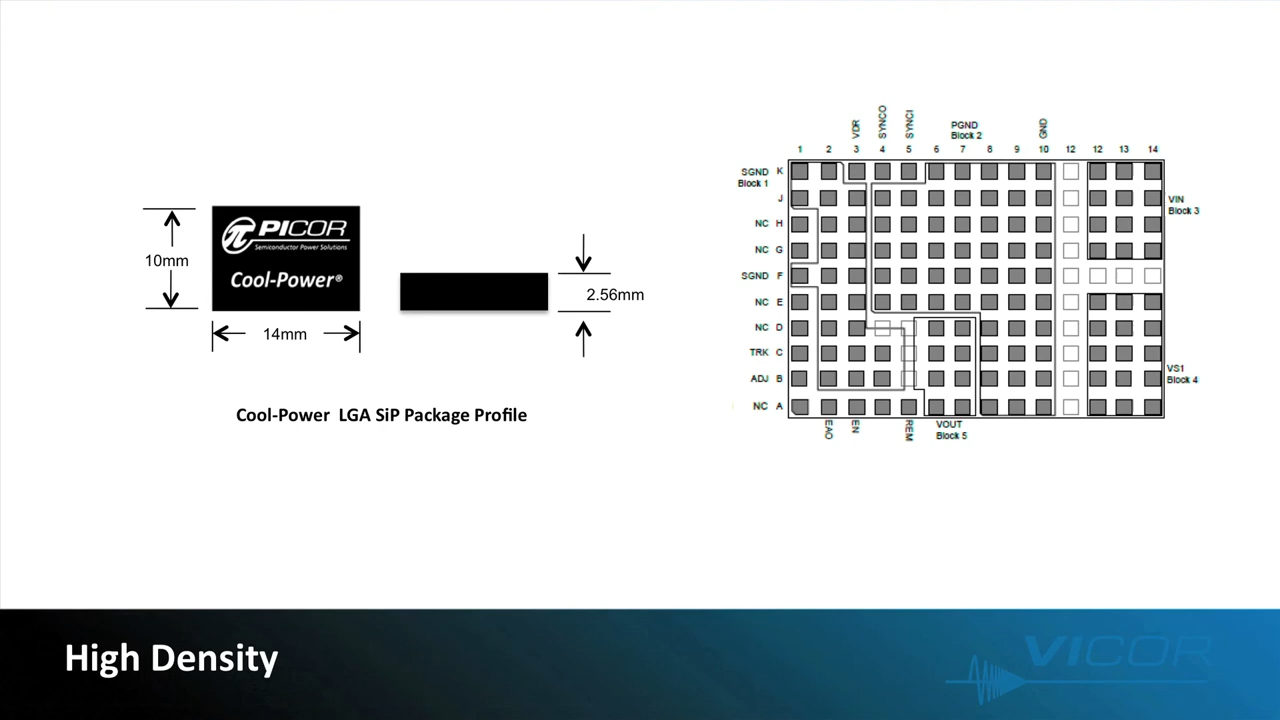 VDR
SYNCO
SYNCI
PGND
Block 2
GND
1 2 3 4 5 6 7 8 9 10 12 12 13 14
SGND K
Block 1
J
NC H
NC G
SGND F
NC E
NC D
TRK C
ADJ B
NC A
VIN
Block 3
VS1
Block 4
EAO
EN
REM
VOUT
Block 5
PICOR
Semiconductor Power Solutions
Cool-Power®
10mm
14mm
2.56mm
Cool-Power LGA SiP Package Profile
High Density
VICOR